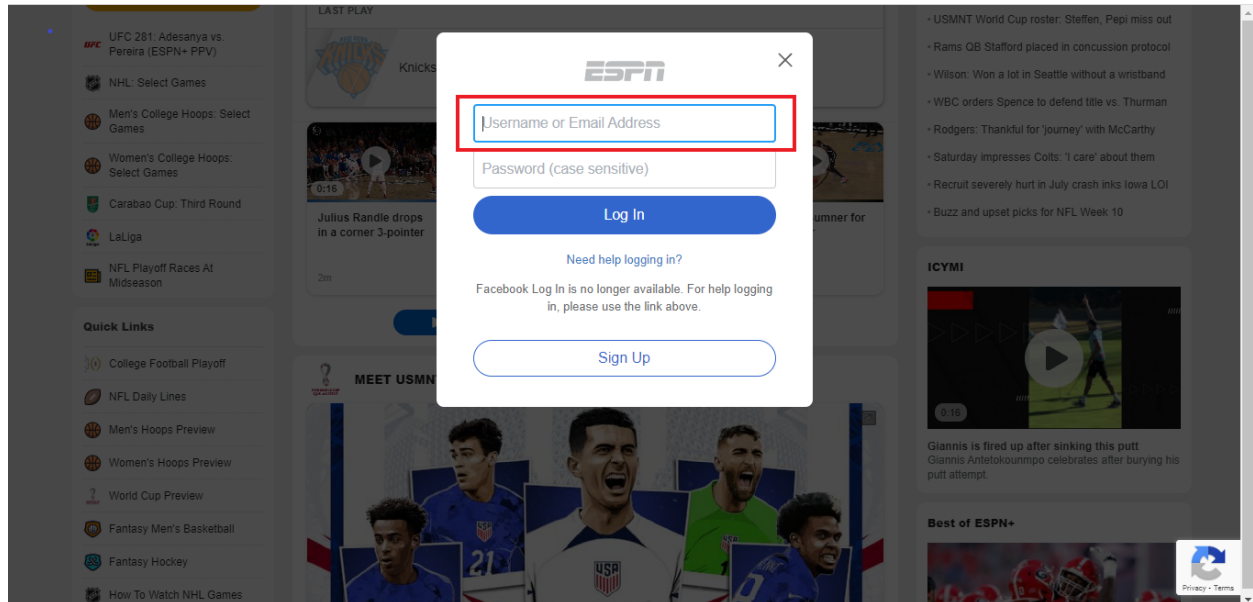 UFC 281: Adesanya vs.
Pereira (ESPN+ PPV)
NHL: Select Games
Men's College Hoops: Select
Games
Women's College Hoops:
Select Games
Carabao Cup: Third Round
LaLiga
NFL Playoff Races At
Midseason
Quick Links
College Football Playoff
NFL Daily Lines
Men's Hoops Preview
Women's Hoops Preview
World Cup Preview
Fantasy Men's Basketball
Fantasy Hockey
How To Watch NHL Games
LAST PLAY
Knicks
0:16
Julius Randle drops
in a corner 3-pointer
2m
umner for
MEET USMN
21
USA
ESPN
Username or Email Address
Password (case sensitive)
Log In
Need help logging in?
Facebook Log In is no longer available. For help logging
in, please use the link above.
Sign Up
• USMNT World Cup roster: Steffen, Pepi miss out
• Rams QB Stafford placed in concussion protocol
• Wilson: Won a lot in Seattle without a wristband
• WBC orders Spence to defend title vs. Thurman
• Rodgers: Thankful for 'journey' with McCarthy
• Saturday impresses Colts: 'I care' about them
• Recruit severely hurt in July crash inks Iowa LOI
• Buzz and upset picks for NFL Week 10
ICYMI
0:16
Giannis is fired up after sinking this putt
Giannis Antetokounmpo celebrates after burying his
putt attempt.
Best of ESPN+
Privacy - Terms